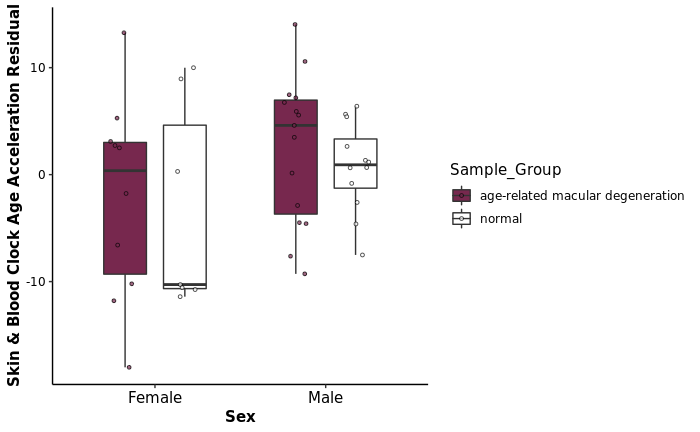 Skin & Blood Clock Age Acceleration Residual
10
0
-10
Female
Male
Sex
Sample_Group
age-related macular degeneration
normal